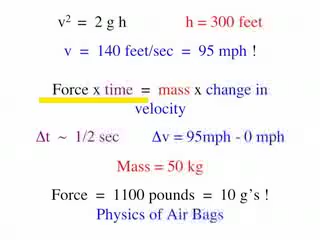 v² = 2 g h h = 300 feet
v = 140 feet/sec = 95 mph !
Force x time = mass x change in
velocity
Δt ~ 1/2 sec Δv = 95mph - 0 mph
Mass = 50 kg
Force = 1100 pounds = 10 g's !
Physics of Air Bags